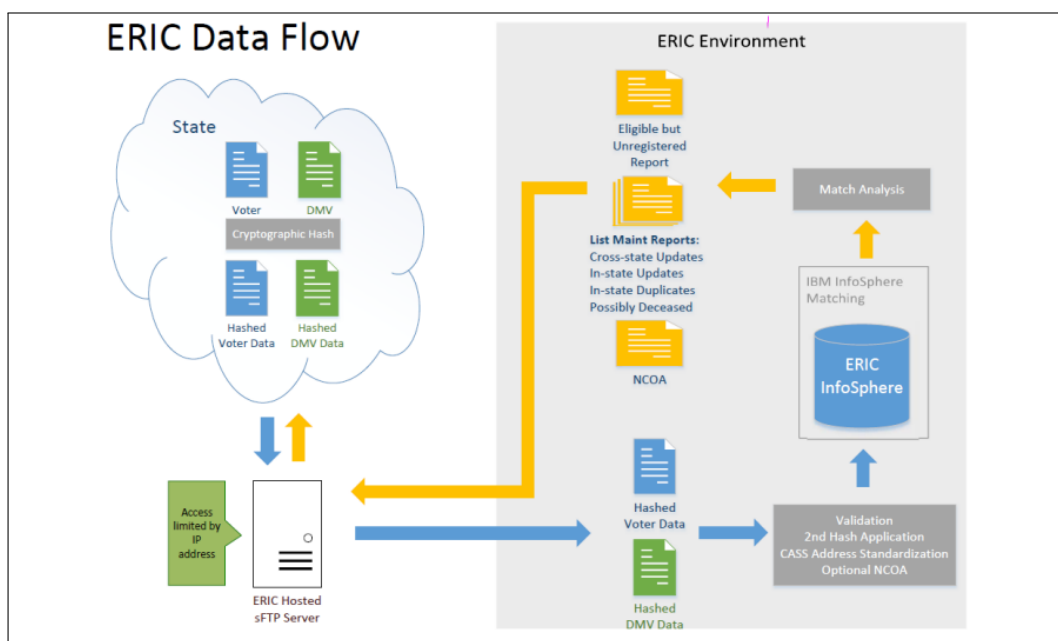 ERIC Data Flow
State
Voter
DMV
Cryptographic Hash
Hashed
Voter Data
Hashed
DMV Data
Access
limited by
IP
address
ERIC Hosted
sFTP Server
ERIC Environment
Eligible but
Unregistered
Report
List Maint Reports:
Cross-state Updates
In-state Updates
In-state Duplicates
Possibly Deceased
NCOA
Match Analysis
IBM InfoSphere
Matching
ERIC
InfoSphere
Hashed
Voter Data
Hashed
DMV Data
Validation
2nd Hash Application
CASS Address Standardization
Optional NCOA